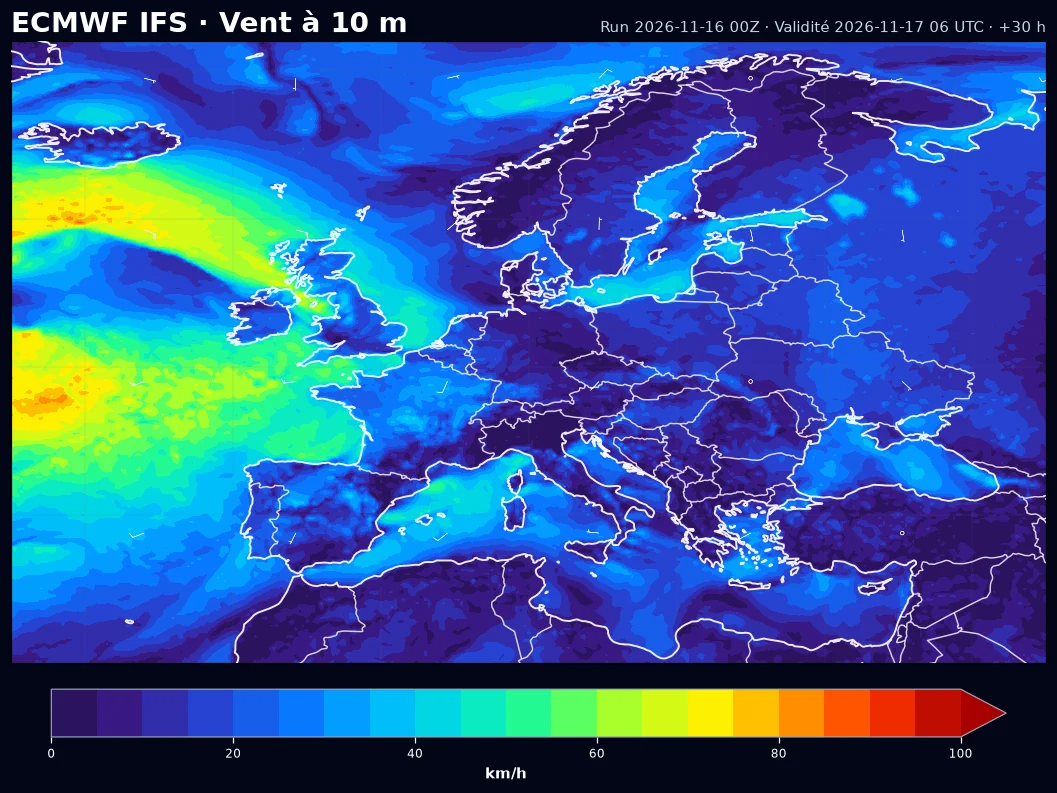 ECMWF IFS · Vent à 10 m
Run 2026-11-16 00Z · Validité 2026-11-17 06 UTC · +30 h
0 20 40 60 80 100
km/h